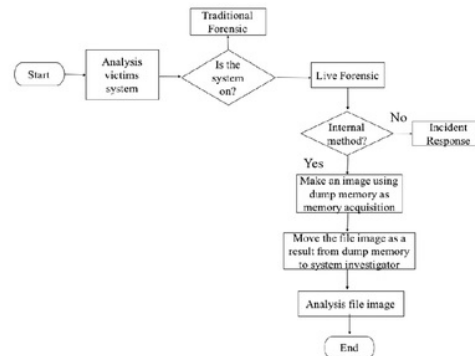 Traditional
Forensic
Start
Analysis
victims
system
Is the
system
on?
Live Forensic
Internal
method?
No
Incident
Response
Yes
Make an image using
dump memory as
memory acquisition
Move the file image as a
result from dump memory
to system investigator
Analysis file image
End